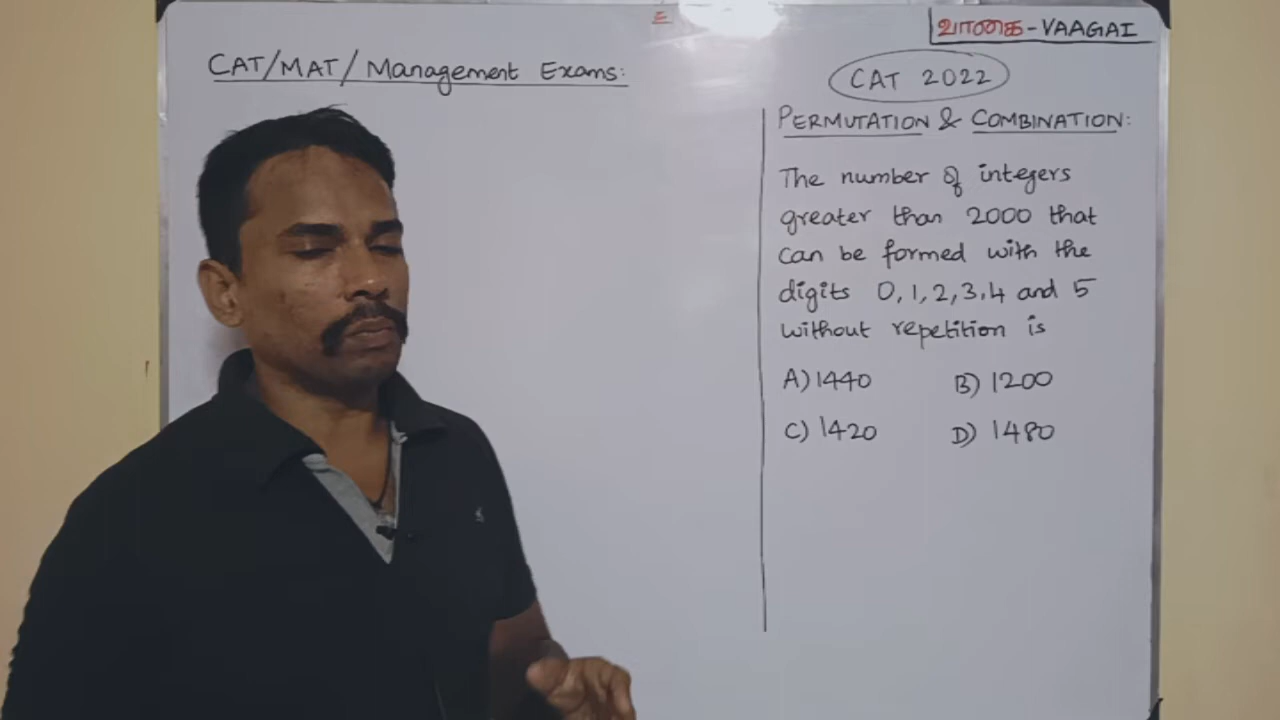 வாகை-VAAGAI
CAT/MAT/Management Exams:
CAT 2022
PERMUTATION & COMBINATION:
The number of integers
greater than 2000 that
can be formed with the
digits 0,1,2,3,4 and 5
without repetition is
A) 1440 B) 1200
C) 1420 D) 1480